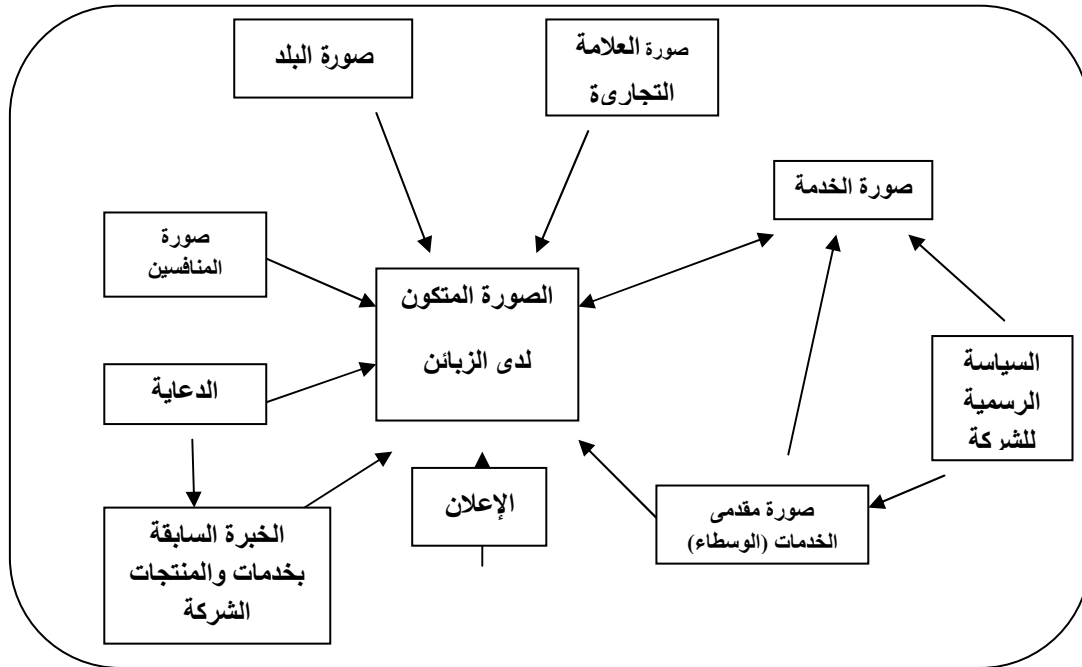 صورة البلد
صورة العلامة
التجارية
صورة الخدمة
صورة
المنافسين
الصورة المتكون
لدى الزبائن
السياسة
الرسمية
للشركة
الدعاية
الإعلان
صورة مقدمى
الخدمات (الوسطاء)
الخبرة السابقة
بخدمات والمنتجات
الشركة